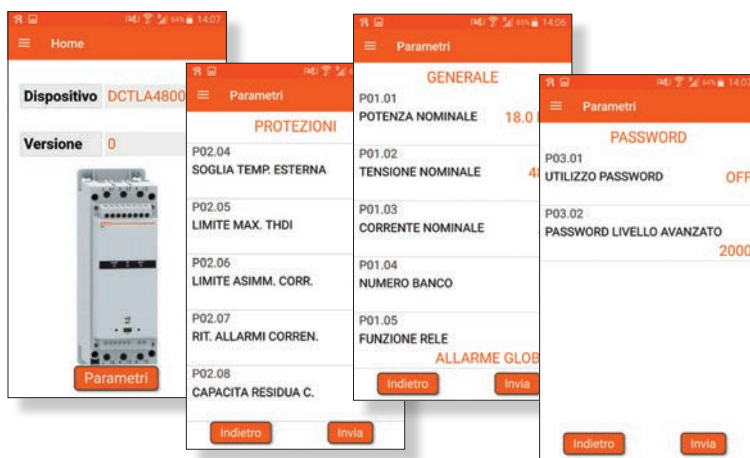 14:07
Home
Dispositivo DCTLA4800
Versione 0
Parametri
Parametri
PROTEZIONI
P02.04
SOGLIA TEMP. ESTERNA
P02.05
LIMITE MAX. THDI
P02.06
LIMITE ASIMM. CORR.
P02.07
RIT. ALLARMI CORREN.
P02.08
CAPACITA RESIDUA C.
Indietro Invia
14:06
Parametri
GENERALE
P01.01
POTENZA NOMINALE 18.0
P01.02
TENSIONE NOMINALE
P01.03
CORRENTE NOMINALE
P01.04
NUMERO BANCO
P01.05
FUNZIONE RELE
ALLARME GLOB
Indietro Invia
Parametri
PASSWORD
P03.01
UTILIZZO PASSWORD OFF
P03.02
PASSWORD LIVELLO AVANZATO
2000
Indietro Invia